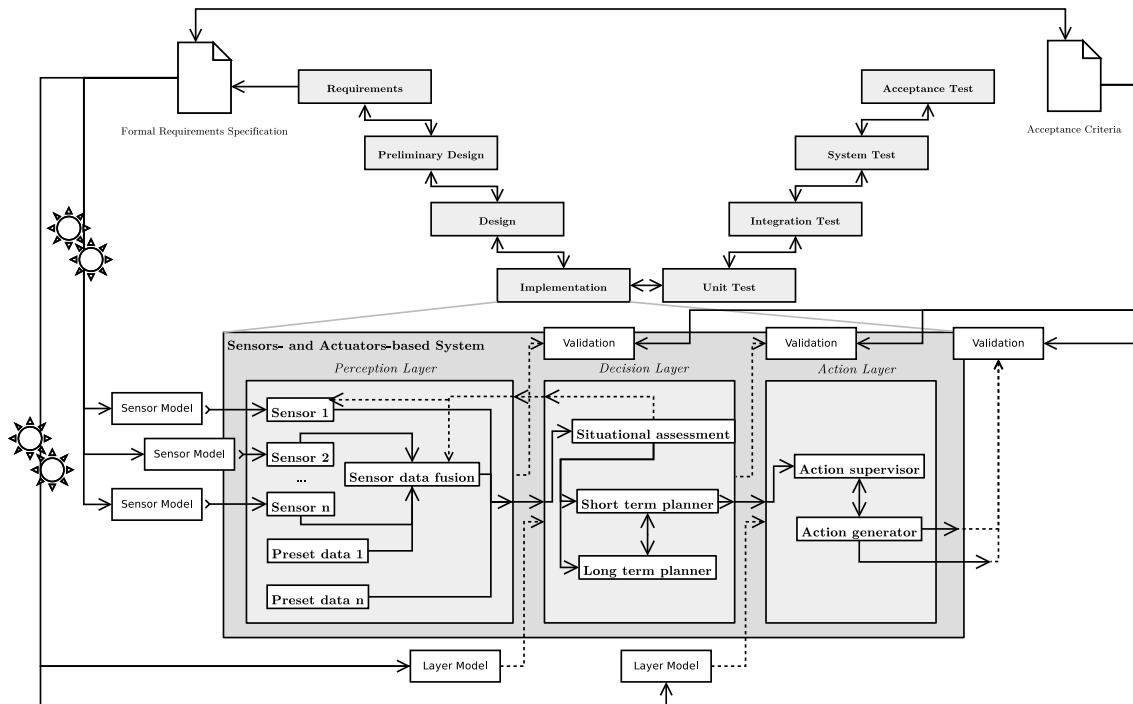 Requirements
Acceptance Test
Formal Requirements Specification
Acceptance Criteria
Preliminary Design
System Test
Design
Integration Test
Implementation
Unit Test
Sensors- and Actuators-based System
Validation
Validation
Validation
Perception Layer
Decision Layer
Action Layer
Sensor Model
Sensor 1
Situational assessment
Sensor Model
Sensor 2
Sensor data fusion
Action supervisor
...
Sensor Model
Sensor n
Short term planner
Action generator
Preset data 1
Long term planner
Preset data n
Layer Model
Layer Model